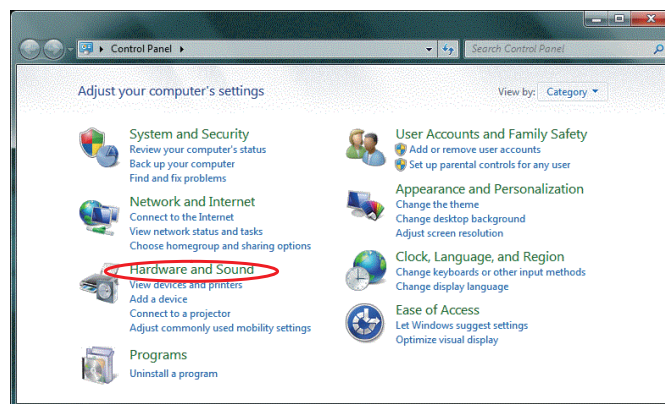 Control Panel
Search Control Panel
Adjust your computer's settings
View by: Category
System and Security
Review your computer's status
Back up your computer
Find and fix problems
Network and Internet
Connect to the Internet
View network status and tasks
Choose homegroup and sharing options
Hardware and Sound
View devices and printers
Add a device
Connect to a projector
Adjust commonly used mobility settings
Programs
Uninstall a program
User Accounts and Family Safety
Add or remove user accounts
Set up parental controls for any user
Appearance and Personalization
Change the theme
Change desktop background
Adjust screen resolution
Clock, Language, and Region
Change keyboards or other input methods
Change display language
Ease of Access
Let Windows suggest settings
Optimize visual display